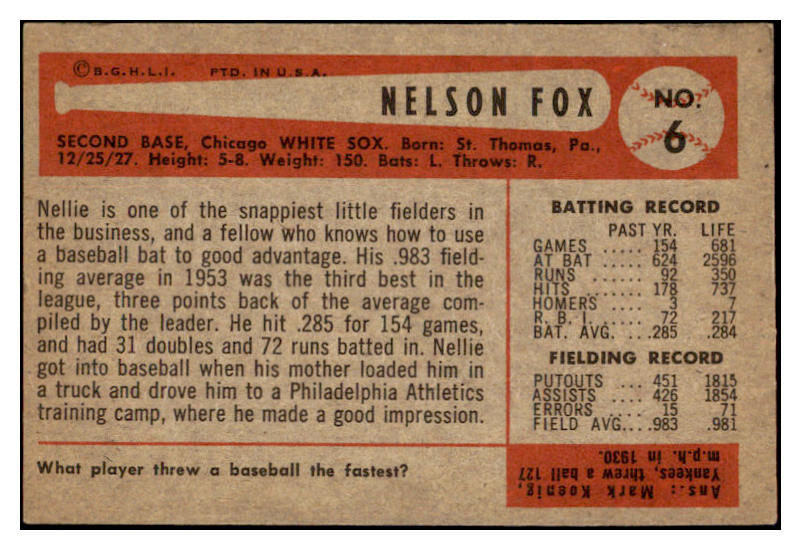 © B.G.H.L.I. PTD. IN U.S.A.
NELSON FOX
NO.
6
SECOND BASE, Chicago WHITE SOX. Born: St. Thomas, Pa.,
12/25/27. Height: 5-8. Weight: 150. Bats: L. Throws: R.
Nellie is one of the snappiest little fielders in
the business, and a fellow who knows how to use
a baseball bat to good advantage. His .983 field-
ing average in 1953 was the third best in the
league, three points back of the average com-
piled by the leader. He hit .285 for 154 games,
and had 31 doubles and 72 runs batted in. Nellie
got into baseball when his mother loaded him in
a truck and drove him to a Philadelphia Athletics
training camp, where he made a good impression.
BATTING RECORD
PAST YR. LIFE
GAMES ..... 154 681
AT BAT ..... 624 2596
RUNS ...... 92 350
HITS ...... 178 737
HOMERS .... 3 7
R. B. I. .... 72 217
BAT. AVG. ...285 .284
FIELDING RECORD
PUTOUTS ... 451 1815
ASSISTS .... 426 1854
ERRORS .... 15 71
FIELD AVG. ...983 .981
What player threw a baseball the fastest?
Ans.: Mark Koenig,
Yankees, threw a ball 127
m.p.h. in 1930.